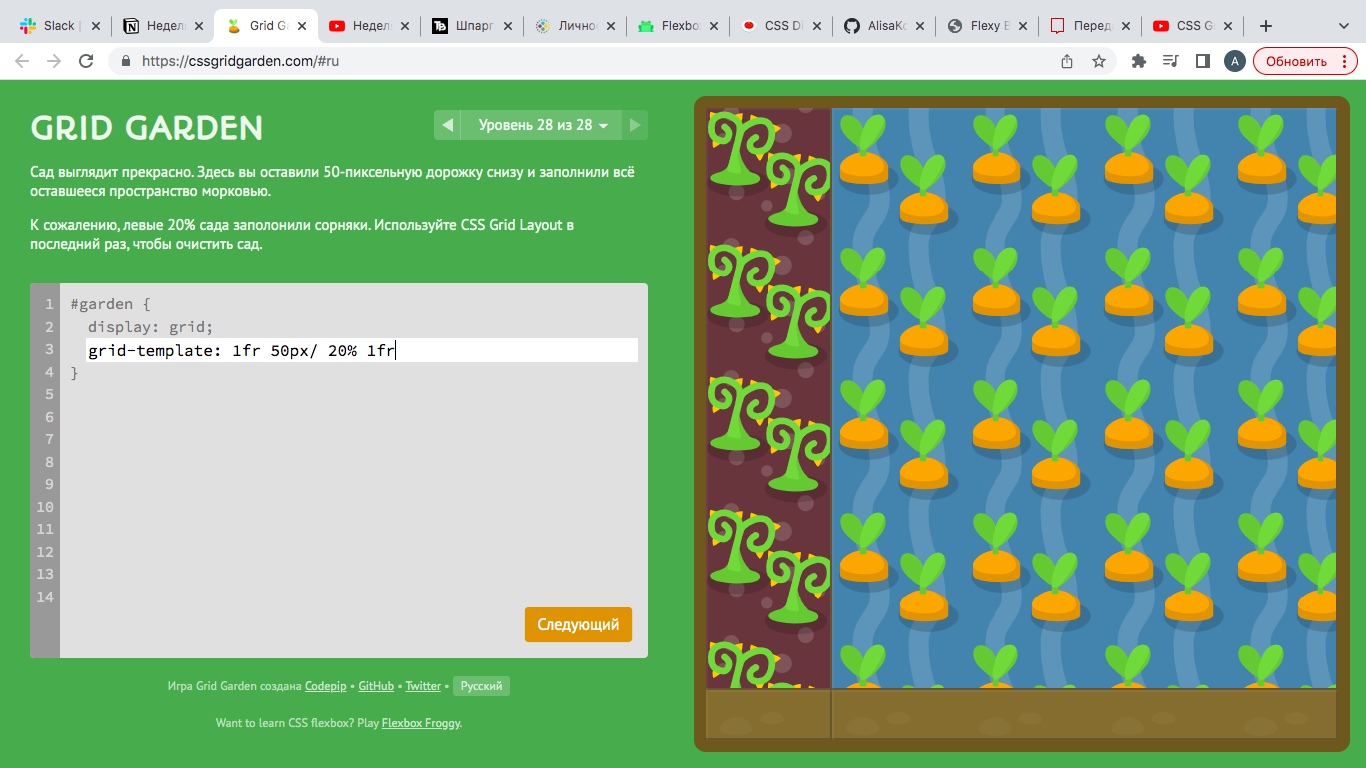 Slack |
Недел
Grid Ga
Недел
Шпарг
Лично
Flexbo
CSS Di
AlisaKo
Flexy B
Перед
CSS G
https://cssgridgarden.com/#ru
A
Обновить
GRID GARDEN
Уровень 28 из 28
Сад выглядит прекрасно. Здесь вы оставили 50-пиксельную дорожку снизу и заполнили всё
оставшееся пространство морковью.
К сожалению, левые 20% сада заполонили сорняки. Используйте CSS Grid Layout в
последний раз, чтобы очистить сад.
1 #garden {
2 display: grid;
3 grid-template: 1fr 50px/ 20% 1fr
4 }
5
6
7
8
9
10
11
12
13
14
Следующий
Игра Grid Garden создана Codepip • GitHub • Twitter • Русский
Want to learn CSS flexbox? Play Flexbox Froggy.